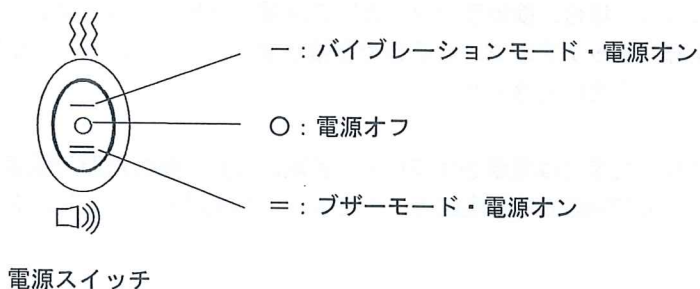 －：バイブレーションモード・電源オン
○：電源オフ
＝：ブザーモード・電源オン
電源スイッチ